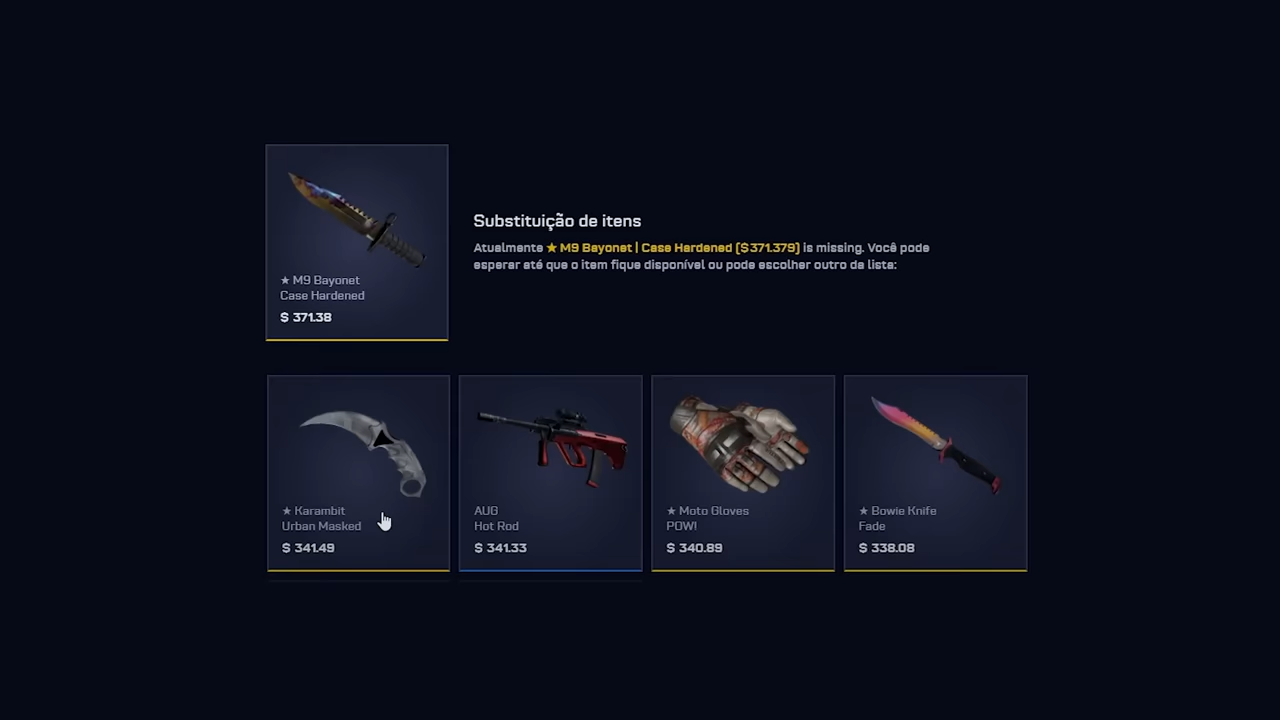 ★ M9 Bayonet
Case Hardened
$ 371.38
Substituição de itens
Atualmente ★ M9 Bayonet | Case Hardened ($371.379) is missing. Você pode
esperar até que o item fique disponível ou pode escolher outro da lista:
★ Karambit
Urban Masked
$ 341.49
AUG
Hot Rod
$ 341.33
★ Moto Gloves
POW!
$ 340.89
★ Bowie Knife
Fade
$ 338.08